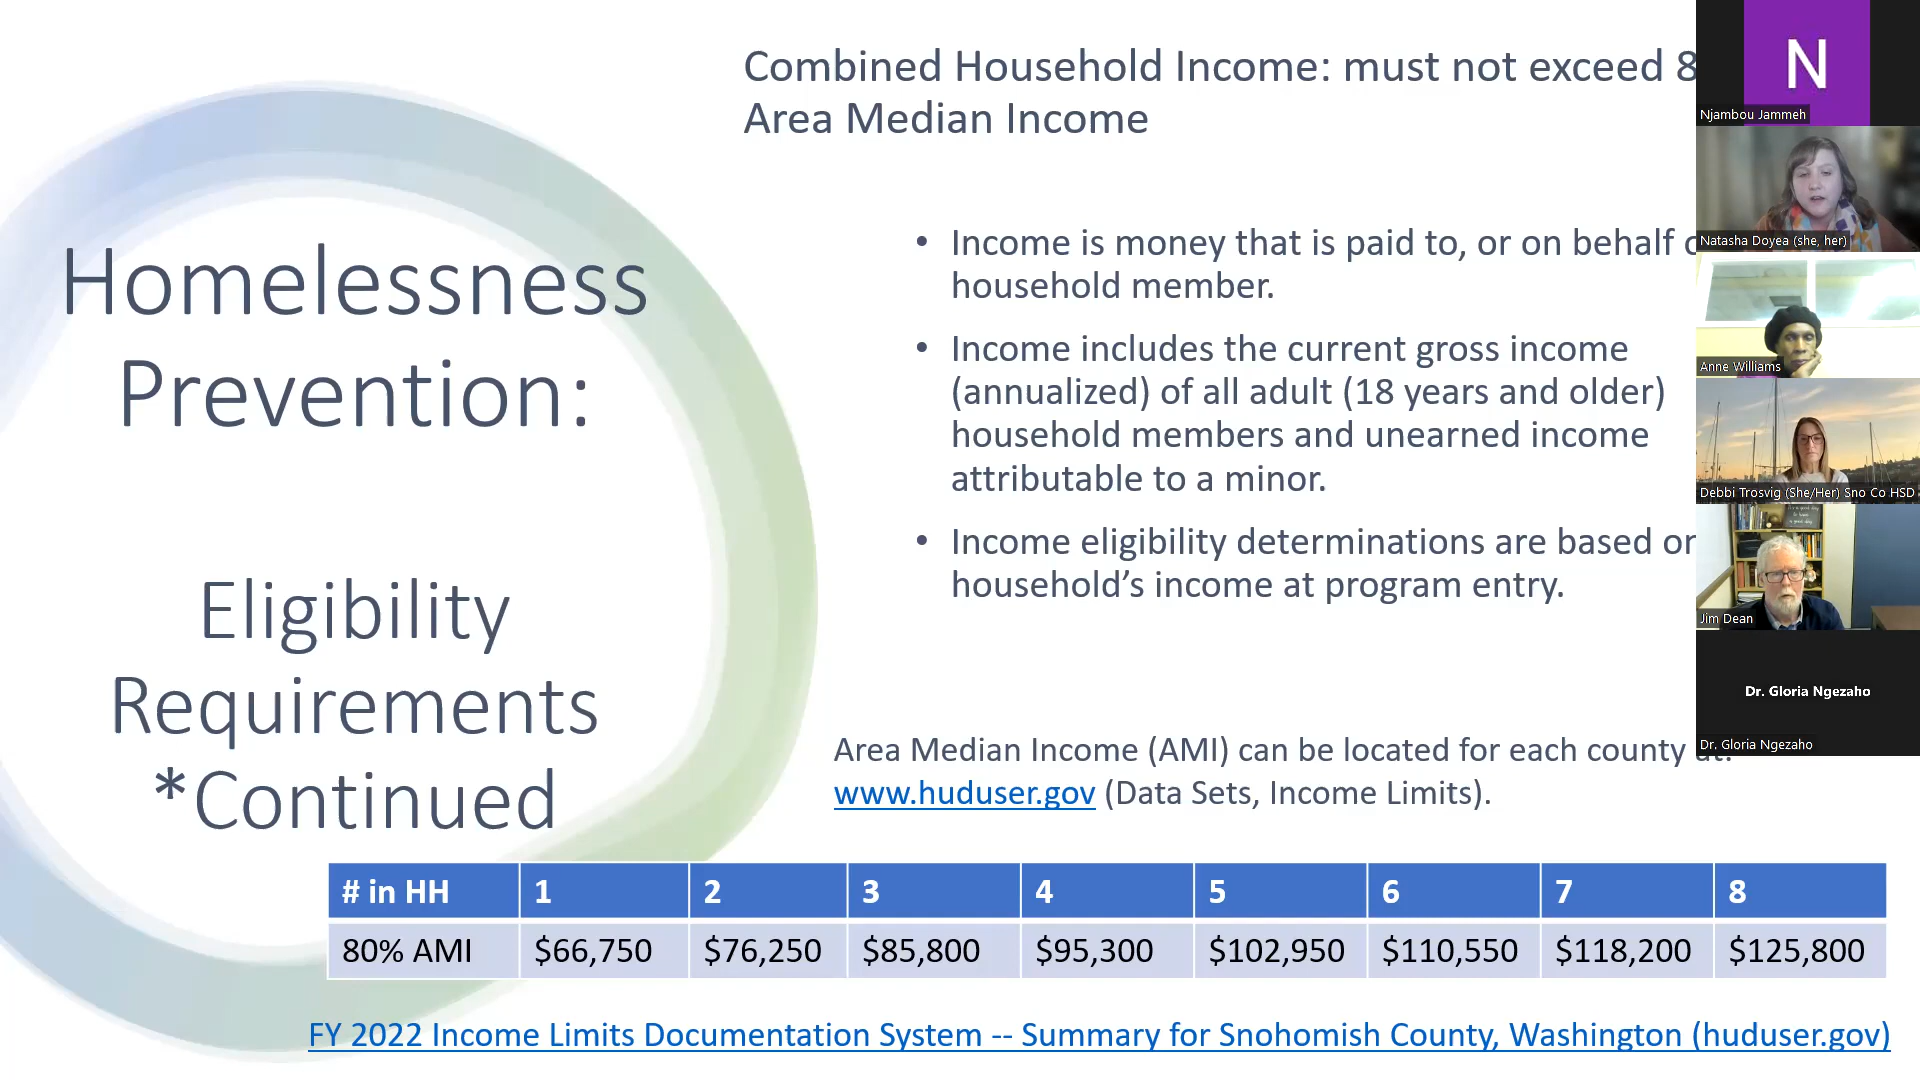 Combined Household Income: must not exceed 8
Area Median Income
Homelessness
Prevention:
Eligibility
Requirements
*Continued
• Income is money that is paid to, or on behalf
household member.
• Income includes the current gross income
(annualized) of all adult (18 years and older)
household members and unearned income
attributable to a minor.
• Income eligibility determinations are based on
household’s income at program entry.
Area Median Income (AMI) can be located for each county at:
www.huduser.gov (Data Sets, Income Limits).
# in HH 1 2 3 4 5 6 7 8
80% AMI $66,750 $76,250 $85,800 $95,300 $102,950 $110,550 $118,200 $125,800
FY 2022 Income Limits Documentation System -- Summary for Snohomish County, Washington (huduser.gov)
N
Njambou Jammeh
Natasha Doyea (she, her)
Anne Williams
Debbi Trosvig (She/Her) Sno Co HSD
Jim Dean
Dr. Gloria Ngezaho
Dr. Gloria Ngezaho